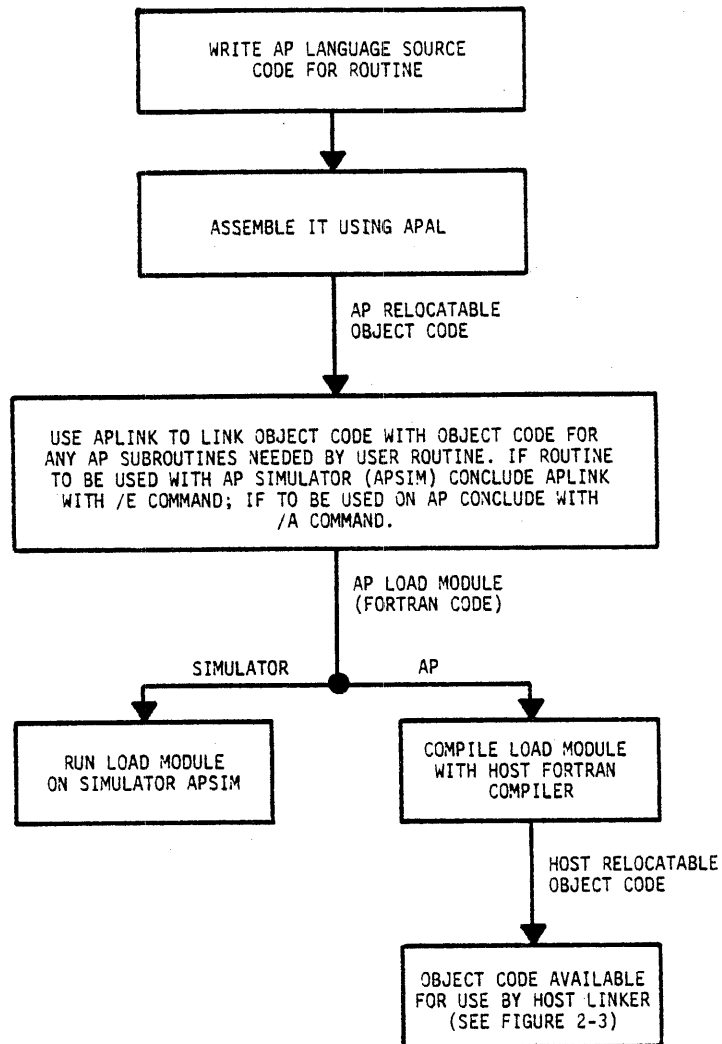 WRITE AP LANGUAGE SOURCE
CODE FOR ROUTINE
ASSEMBLE IT USING APAL
AP RELOCATABLE
OBJECT CODE
USE APLINK TO LINK OBJECT CODE WITH OBJECT CODE FOR
ANY AP SUBROUTINES NEEDED BY USER ROUTINE. IF ROUTINE
TO BE USED WITH AP SIMULATOR (APSIM) CONCLUDE APLINK
WITH /E COMMAND; IF TO BE USED ON AP CONCLUDE WITH
/A COMMAND.
AP LOAD MODULE
(FORTRAN CODE)
SIMULATOR
AP
RUN LOAD MODULE
ON SIMULATOR APSIM
COMPILE LOAD MODULE
WITH HOST FORTRAN
COMPILER
HOST RELOCATABLE
OBJECT CODE
OBJECT CODE AVAILABLE
FOR USE BY HOST LINKER
(SEE FIGURE 2-3)